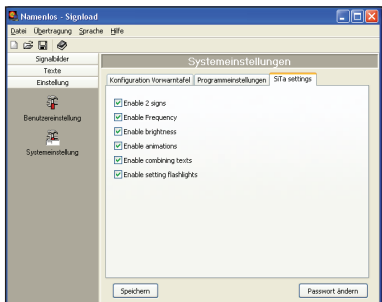 Namenlos - Signload
Datei Übertragung Sprache Hilfe
Signalbilder
Texte
Einstellung
Benutzereinstellung
Systemeinstellung
Systemeinstellungen
Konfiguration Vorwarntafel Programmeinstellungen SiTa settings
Enable 2 signs
Enable Frequency
Enable brightness
Enable animations
Enable combining texts
Enable setting flashlights
Speichern Passwort ändern